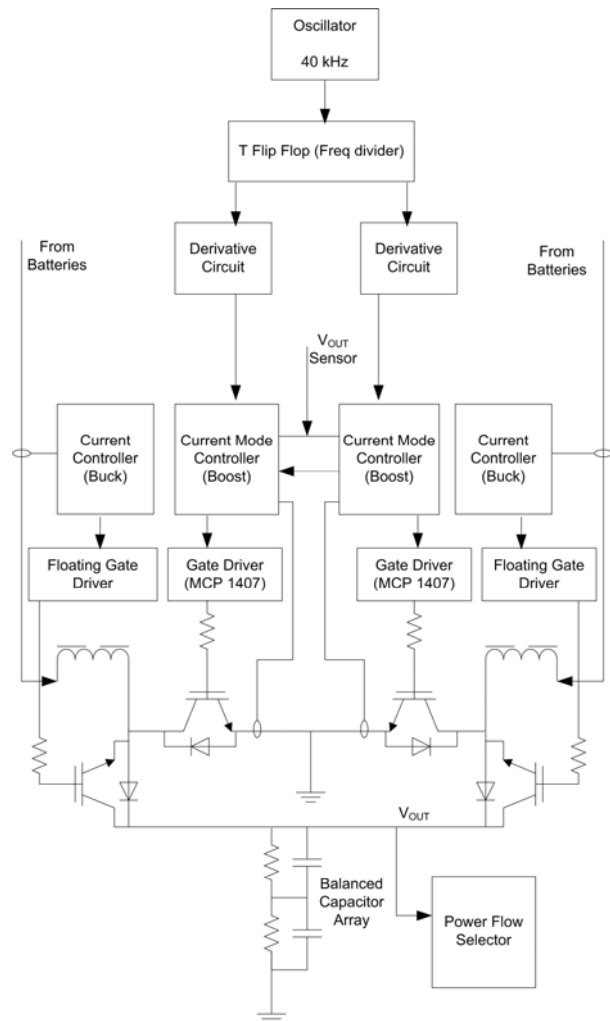 Oscillator
40 kHz
T Flip Flop (Freq divider)
From
Batteries
Derivative
Circuit
Derivative
Circuit
From
Batteries
VOUT
Sensor
Current
Controller
(Buck)
Current Mode
Controller
(Boost)
Current Mode
Controller
(Boost)
Current
Controller
(Buck)
Floating Gate
Driver
Gate Driver
(MCP 1407)
Gate Driver
(MCP 1407)
Floating Gate
Driver
VOUT
Balanced
Capacitor
Array
Power Flow
Selector